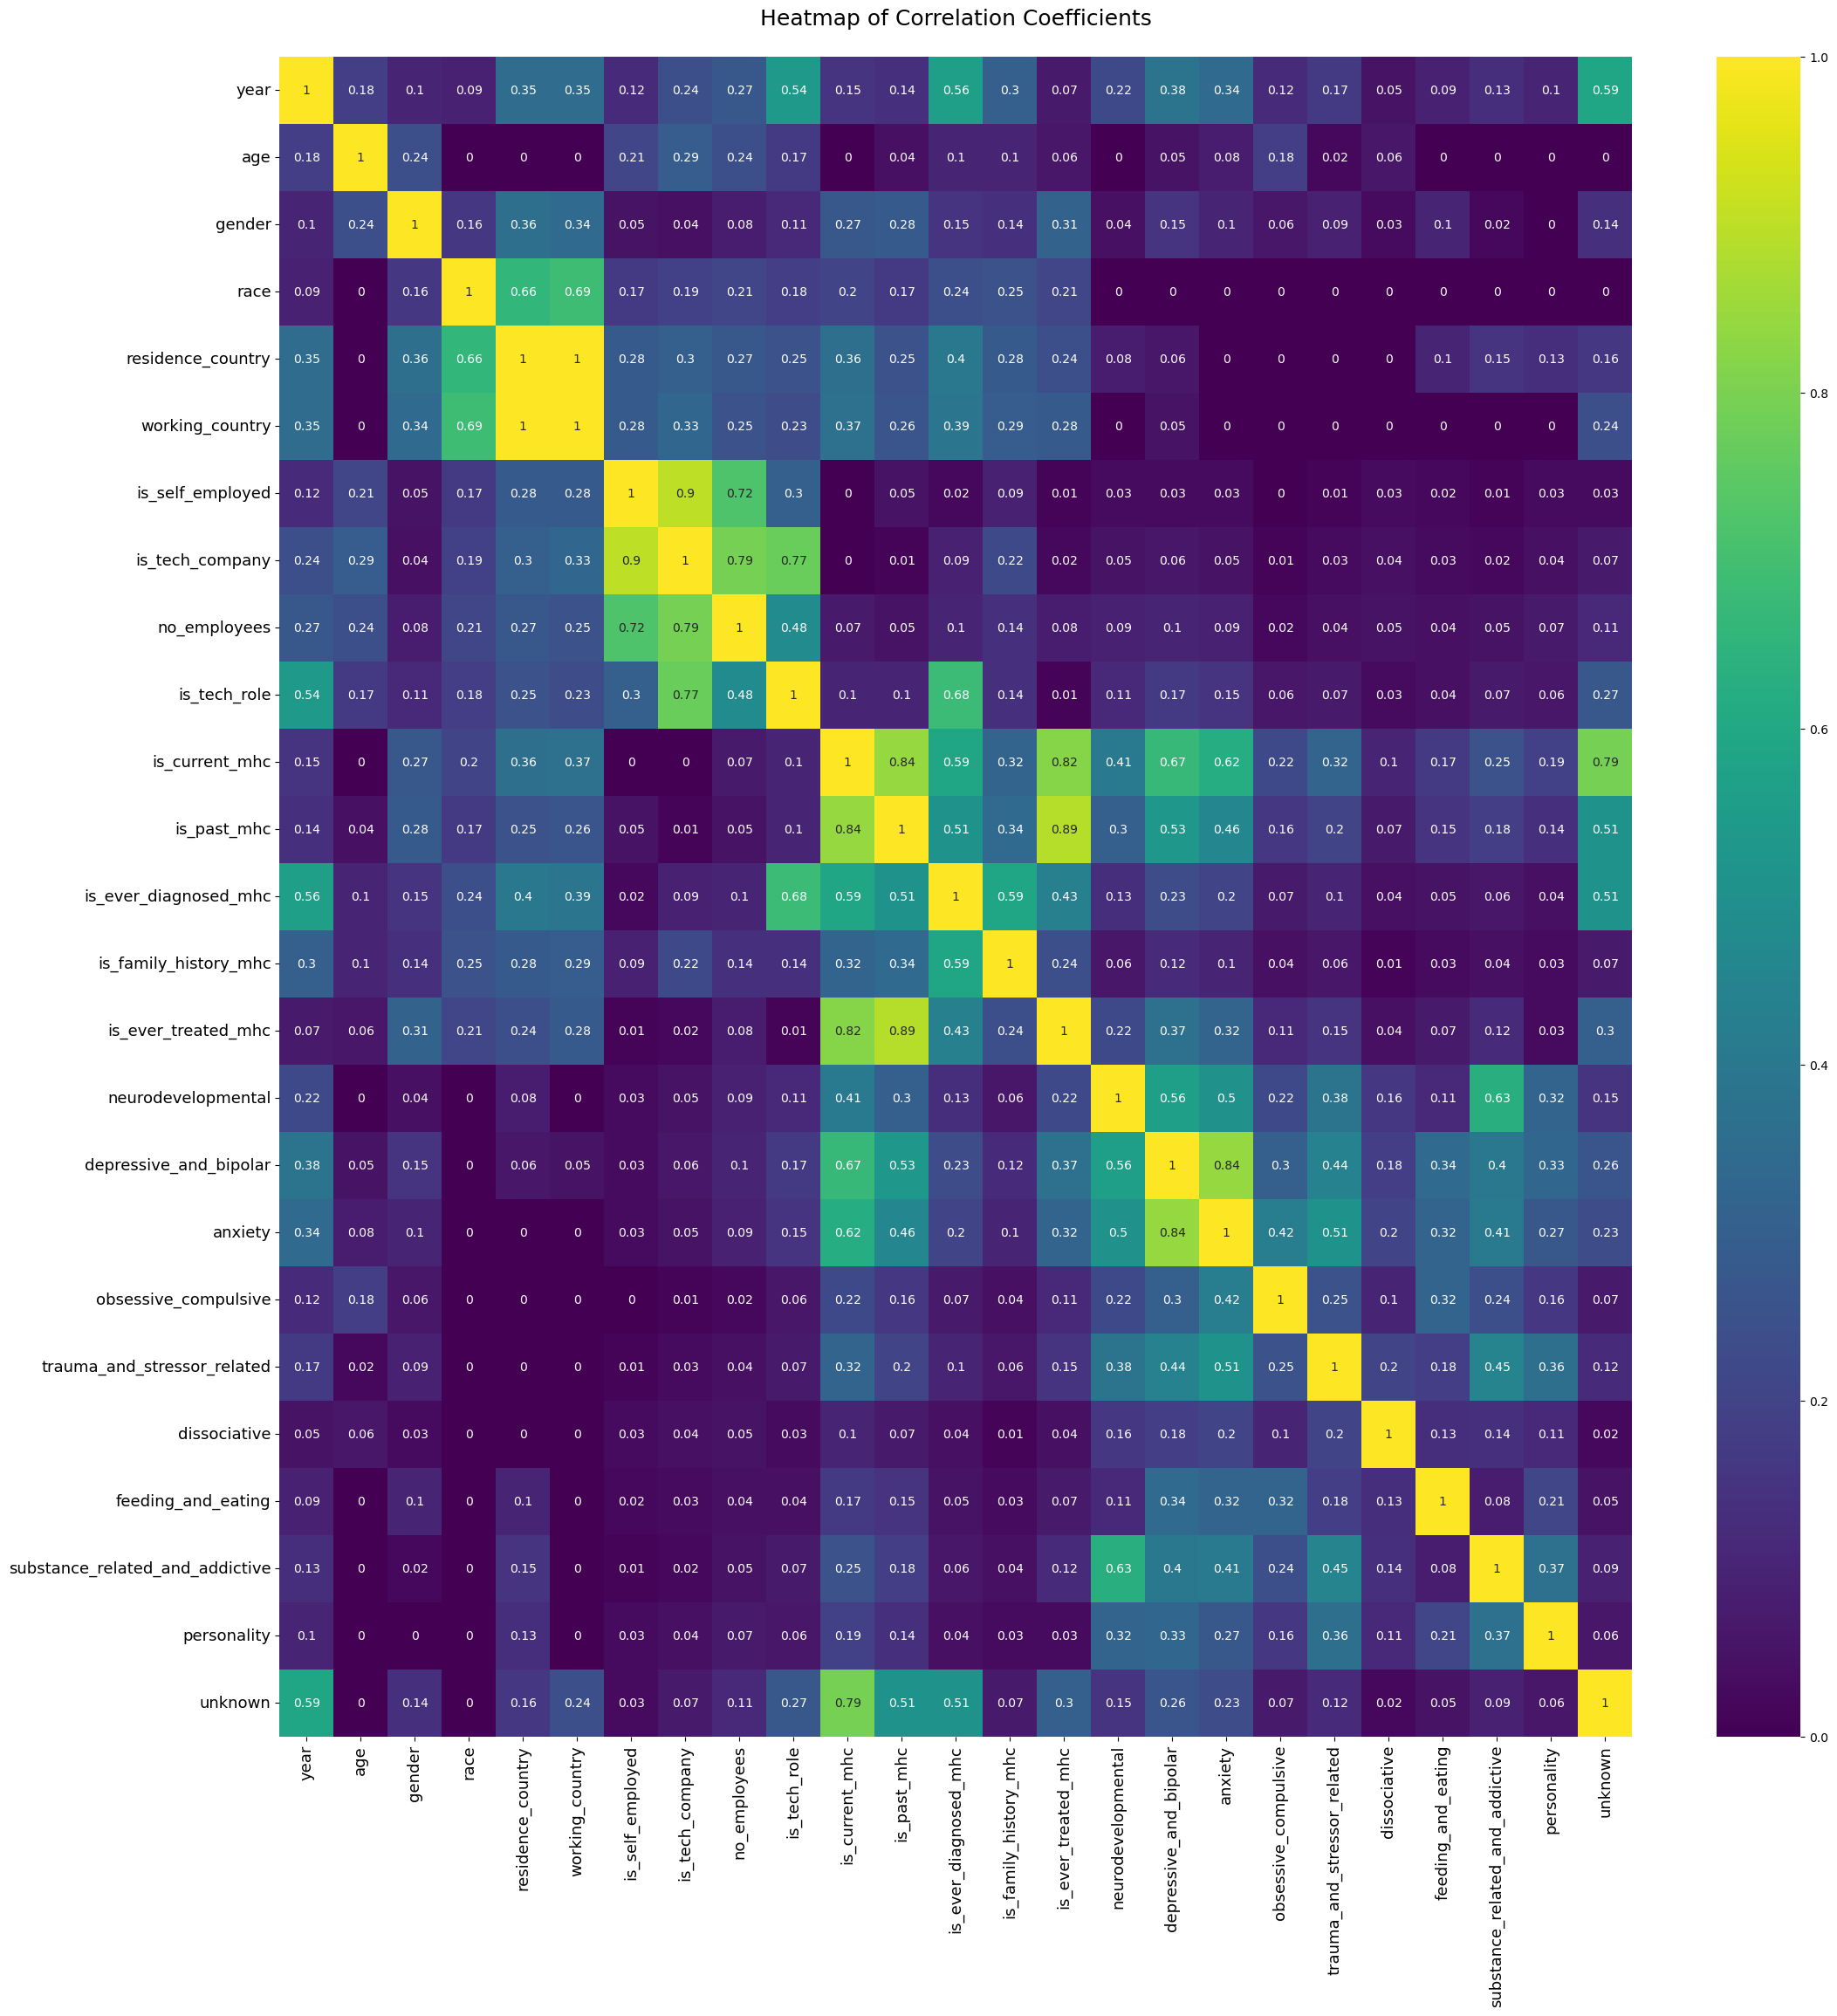 Heatmap of Correlation Coefficients
year 1 0.18 0.1 0.09 0.35 0.35 0.12 0.24 0.27 0.54 0.15 0.14 0.56 0.3 0.07 0.22 0.38 0.34 0.12 0.17 0.05 0.09 0.13 0.1 0.59
age 0.18 1 0.24 0 0 0 0.21 0.29 0.24 0.17 0 0.04 0.1 0.1 0.06 0 0.05 0.08 0.18 0.02 0.06 0 0 0 0
gender 0.1 0.24 1 0.16 0.36 0.34 0.05 0.04 0.08 0.11 0.27 0.28 0.15 0.14 0.31 0.04 0.15 0.1 0.06 0.09 0.03 0.1 0.02 0 0.14
race 0.09 0 0.16 1 0.66 0.69 0.17 0.19 0.21 0.18 0.2 0.17 0.24 0.25 0.21 0 0 0 0 0 0 0 0 0 0
residence_country 0.35 0 0.36 0.66 1 1 0.28 0.3 0.27 0.25 0.36 0.25 0.4 0.28 0.24 0.08 0.06 0 0 0 0 0.1 0.15 0.13 0.16
working_country 0.35 0 0.34 0.69 1 1 0.28 0.33 0.25 0.23 0.37 0.26 0.39 0.29 0.28 0 0.05 0 0 0 0 0 0 0 0.24
is_self_employed 0.12 0.21 0.05 0.17 0.28 0.28 1 0.9 0.72 0.3 0 0.05 0.02 0.09 0.01 0.03 0.03 0.03 0 0.01 0.03 0.02 0.01 0.03 0.03
is_tech_company 0.24 0.29 0.04 0.19 0.3 0.33 0.9 1 0.79 0.77 0 0.01 0.09 0.22 0.02 0.05 0.06 0.05 0.01 0.03 0.04 0.03 0.02 0.04 0.07
no_employees 0.27 0.24 0.08 0.21 0.27 0.25 0.72 0.79 1 0.48 0.07 0.05 0.1 0.14 0.08 0.09 0.1 0.09 0.02 0.04 0.05 0.04 0.05 0.07 0.11
is_tech_role 0.54 0.17 0.11 0.18 0.25 0.23 0.3 0.77 0.48 1 0.1 0.1 0.68 0.14 0.01 0.11 0.17 0.15 0.06 0.07 0.03 0.04 0.07 0.06 0.27
is_current_mhc 0.15 0 0.27 0.2 0.36 0.37 0 0 0.07 0.1 1 0.84 0.59 0.32 0.82 0.41 0.67 0.62 0.22 0.32 0.1 0.17 0.25 0.19 0.79
is_past_mhc 0.14 0.04 0.28 0.17 0.25 0.26 0.05 0.01 0.05 0.1 0.84 1 0.51 0.34 0.89 0.3 0.53 0.46 0.16 0.2 0.07 0.15 0.18 0.14 0.51
is_ever_diagnosed_mhc 0.56 0.1 0.15 0.24 0.4 0.39 0.02 0.09 0.1 0.68 0.59 0.51 1 0.59 0.43 0.13 0.23 0.2 0.07 0.1 0.04 0.05 0.06 0.04 0.51
is_family_history_mhc 0.3 0.1 0.14 0.25 0.28 0.29 0.09 0.22 0.14 0.14 0.32 0.34 0.59 1 0.24 0.06 0.12 0.1 0.04 0.06 0.01 0.03 0.04 0.03 0.07
is_ever_treated_mhc 0.07 0.06 0.31 0.21 0.24 0.28 0.01 0.02 0.08 0.01 0.82 0.89 0.43 0.24 1 0.22 0.37 0.32 0.11 0.15 0.04 0.07 0.12 0.03 0.3
neurodevelopmental 0.22 0 0.04 0 0.08 0 0.03 0.05 0.09 0.11 0.41 0.3 0.13 0.06 0.22 1 0.56 0.5 0.22 0.38 0.16 0.11 0.63 0.32 0.15
depressive_and_bipolar 0.38 0.05 0.15 0 0.06 0.05 0.03 0.06 0.1 0.17 0.67 0.53 0.23 0.12 0.37 0.56 1 0.84 0.3 0.44 0.18 0.34 0.4 0.33 0.26
anxiety 0.34 0.08 0.1 0 0 0 0.03 0.05 0.09 0.15 0.62 0.46 0.2 0.1 0.32 0.5 0.84 1 0.42 0.51 0.2 0.32 0.41 0.27 0.23
obsessive_compulsive 0.12 0.18 0.06 0 0 0 0 0.01 0.02 0.06 0.22 0.16 0.07 0.04 0.11 0.22 0.3 0.42 1 0.25 0.1 0.32 0.24 0.16 0.07
trauma_and_stressor_related 0.17 0.02 0.09 0 0 0 0.01 0.03 0.04 0.07 0.32 0.2 0.1 0.06 0.15 0.38 0.44 0.51 0.25 1 0.2 0.18 0.45 0.36 0.12
dissociative 0.05 0.06 0.03 0 0 0 0.03 0.04 0.05 0.03 0.1 0.07 0.04 0.01 0.04 0.16 0.18 0.2 0.1 0.2 1 0.13 0.14 0.11 0.02
feeding_and_eating 0.09 0 0.1 0 0.1 0 0.02 0.03 0.04 0.04 0.17 0.15 0.05 0.03 0.07 0.11 0.34 0.32 0.32 0.18 0.13 1 0.08 0.21 0.05
substance_related_and_addictive 0.13 0 0.02 0 0.15 0 0.01 0.02 0.05 0.07 0.25 0.18 0.06 0.04 0.12 0.63 0.4 0.41 0.24 0.45 0.14 0.08 1 0.37 0.09
personality 0.1 0 0 0 0.13 0 0.03 0.04 0.07 0.06 0.19 0.14 0.04 0.03 0.03 0.32 0.33 0.27 0.16 0.36 0.11 0.21 0.37 1 0.06
unknown 0.59 0 0.14 0 0.16 0.24 0.03 0.07 0.11 0.27 0.79 0.51 0.51 0.07 0.3 0.15 0.26 0.23 0.07 0.12 0.02 0.05 0.09 0.06 1
year
age
gender
race
residence_country
working_country
is_self_employed
is_tech_company
no_employees
is_tech_role
is_current_mhc
is_past_mhc
is_ever_diagnosed_mhc
is_family_history_mhc
is_ever_treated_mhc
neurodevelopmental
depressive_and_bipolar
anxiety
obsessive_compulsive
trauma_and_stressor_related
dissociative
feeding_and_eating
substance_related_and_addictive
personality
unknown
1.0
0.8
0.6
0.4
0.2
0.0